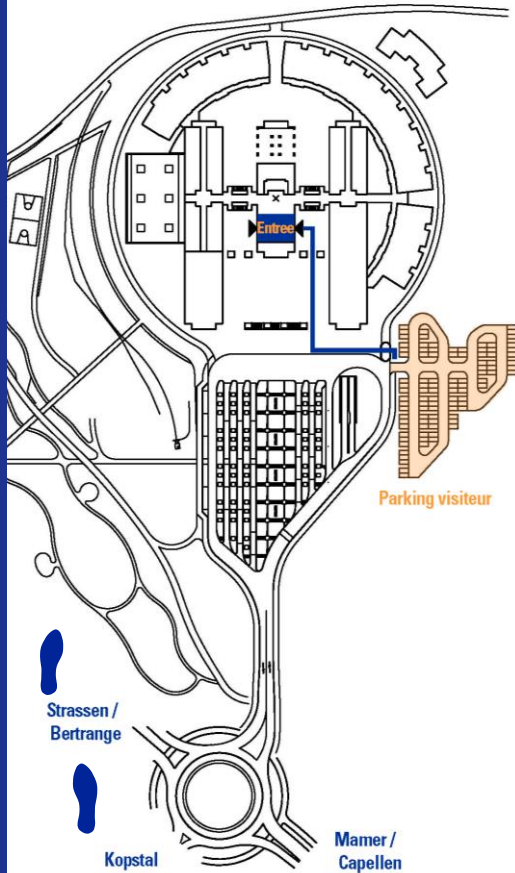 Entree
Parking visiteur
Strassen /
Bertrange
Kopstal
Mamer /
Capellen